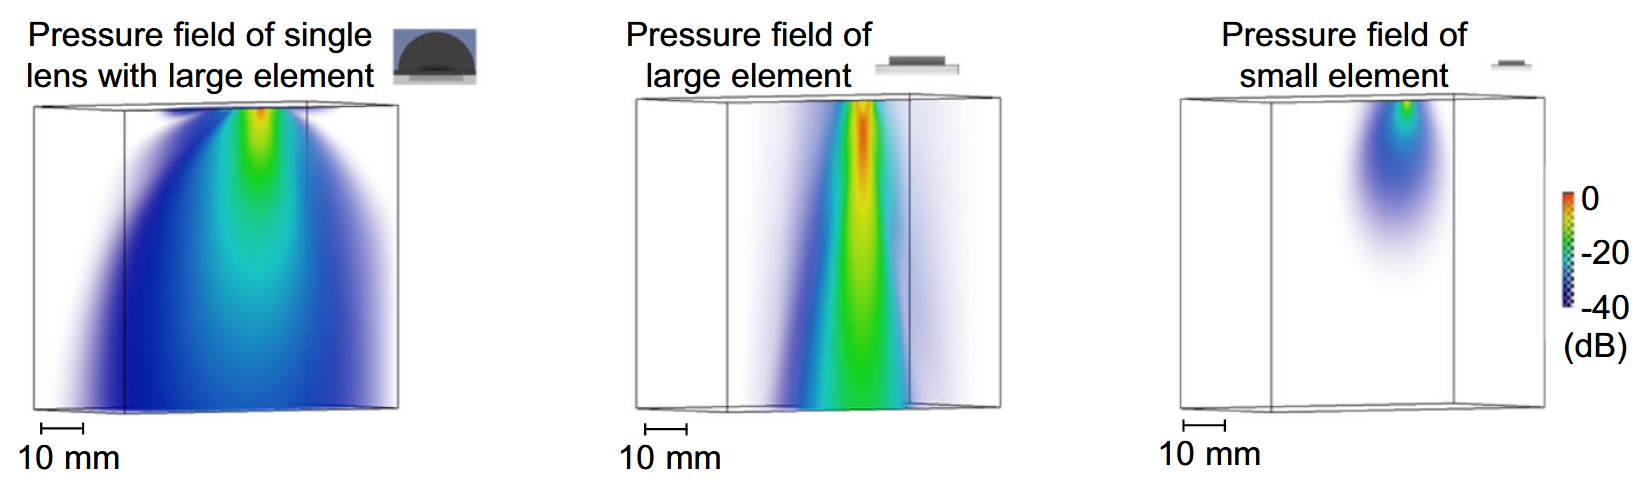 Pressure field of single
lens with large element
Pressure field of
large element
Pressure field of
small element
0
-20
-40
(dB)
10 mm
10 mm
10 mm